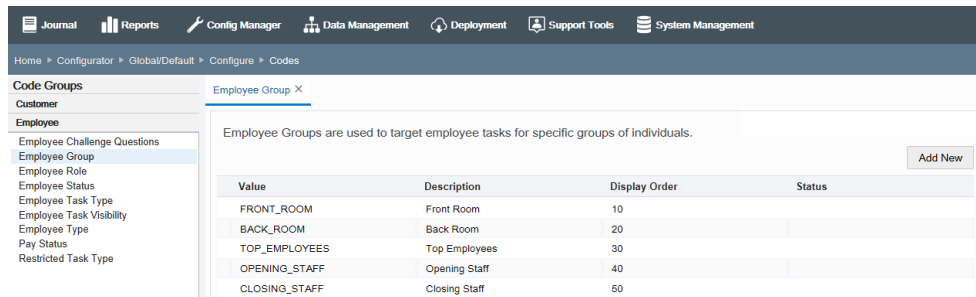 Journal Reports Config Manager Data Management Deployment Support Tools System Management
Home Configurator Global/Default Configure Codes
Code Groups
Customer
Employee
Employee Challenge Questions
Employee Group
Employee Role
Employee Status
Employee Task Type
Employee Task Visibility
Employee Type
Pay Status
Restricted Task Type
Employee Group ×
Employee Groups are used to target employee tasks for specific groups of individuals.
Add New
Value Description Display Order Status
FRONT_ROOM Front Room 10
BACK_ROOM Back Room 20
TOP_EMPLOYEES Top Employees 30
OPENING_STAFF Opening Staff 40
CLOSING_STAFF Closing Staff 50